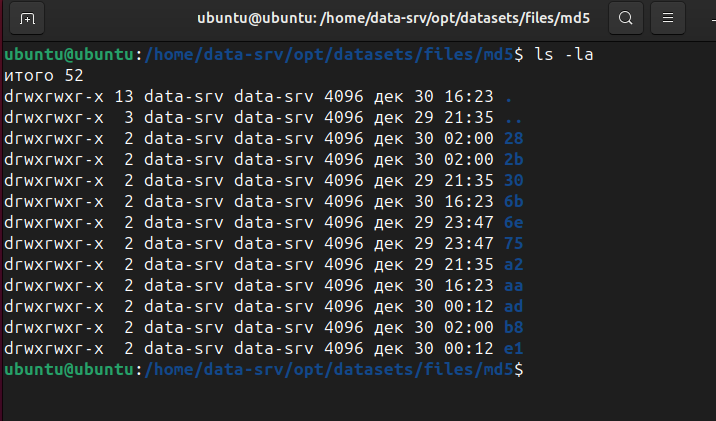 ubuntu@ubuntu: /home/data-srv/opt/datasets/files/md5
ubuntu@ubuntu:/home/data-srv/opt/datasets/files/md5$ ls -la
итого 52
drwxrwxr-x 13 data-srv data-srv 4096 дек 30 16:23 .
drwxrwxr-x  3 data-srv data-srv 4096 дек 29 21:35 ..
drwxrwxr-x  2 data-srv data-srv 4096 дек 30 02:00 28
drwxrwxr-x  2 data-srv data-srv 4096 дек 30 02:00 2b
drwxrwxr-x  2 data-srv data-srv 4096 дек 29 21:35 30
drwxrwxr-x  2 data-srv data-srv 4096 дек 30 16:23 6b
drwxrwxr-x  2 data-srv data-srv 4096 дек 29 23:47 6e
drwxrwxr-x  2 data-srv data-srv 4096 дек 29 23:47 75
drwxrwxr-x  2 data-srv data-srv 4096 дек 29 21:35 a2
drwxrwxr-x  2 data-srv data-srv 4096 дек 30 16:23 aa
drwxrwxr-x  2 data-srv data-srv 4096 дек 30 00:12 ad
drwxrwxr-x  2 data-srv data-srv 4096 дек 30 02:00 b8
drwxrwxr-x  2 data-srv data-srv 4096 дек 30 00:12 e1
ubuntu@ubuntu:/home/data-srv/opt/datasets/files/md5$